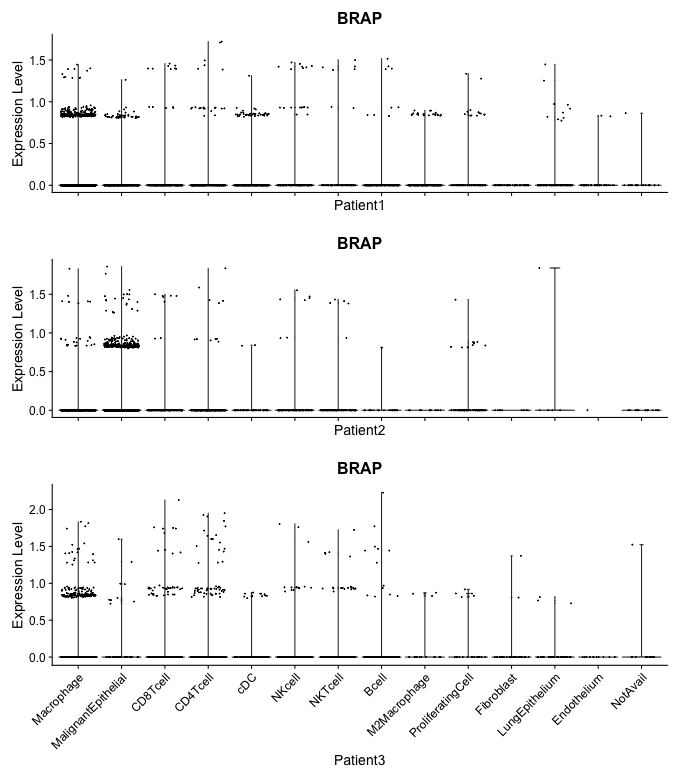 BRAP
Expression Level
1.5
1.0
0.5
0.0
Patient1
BRAP
Expression Level
1.5
1.0
0.5
0.0
Patient2
BRAP
Expression Level
2.0
1.5
1.0
0.5
0.0
Macrophage
MalignantEpithelial
CD8Tcell
CD4Tcell
cDC
NKcell
NKTcell
Bcell
M2Macrophage
ProliferatingCell
Fibroblast
LungEpithelium
Endothelium
NotAvail
Patient3